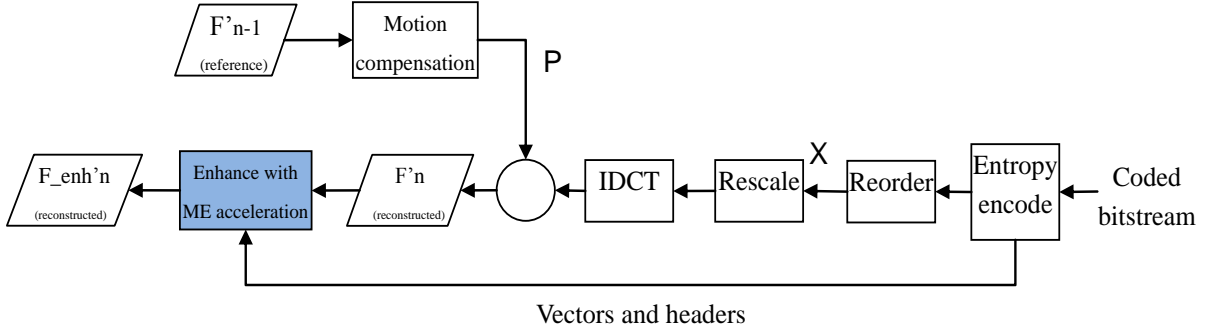 F’n-1
(reference)
Motion
compensation
P
F_enh’n
(reconstructed)
Enhance with
ME acceleration
F’n
(reconstructed)
IDCT
Rescale
X
Reorder
Entropy
encode
Coded
bitstream
Vectors and headers